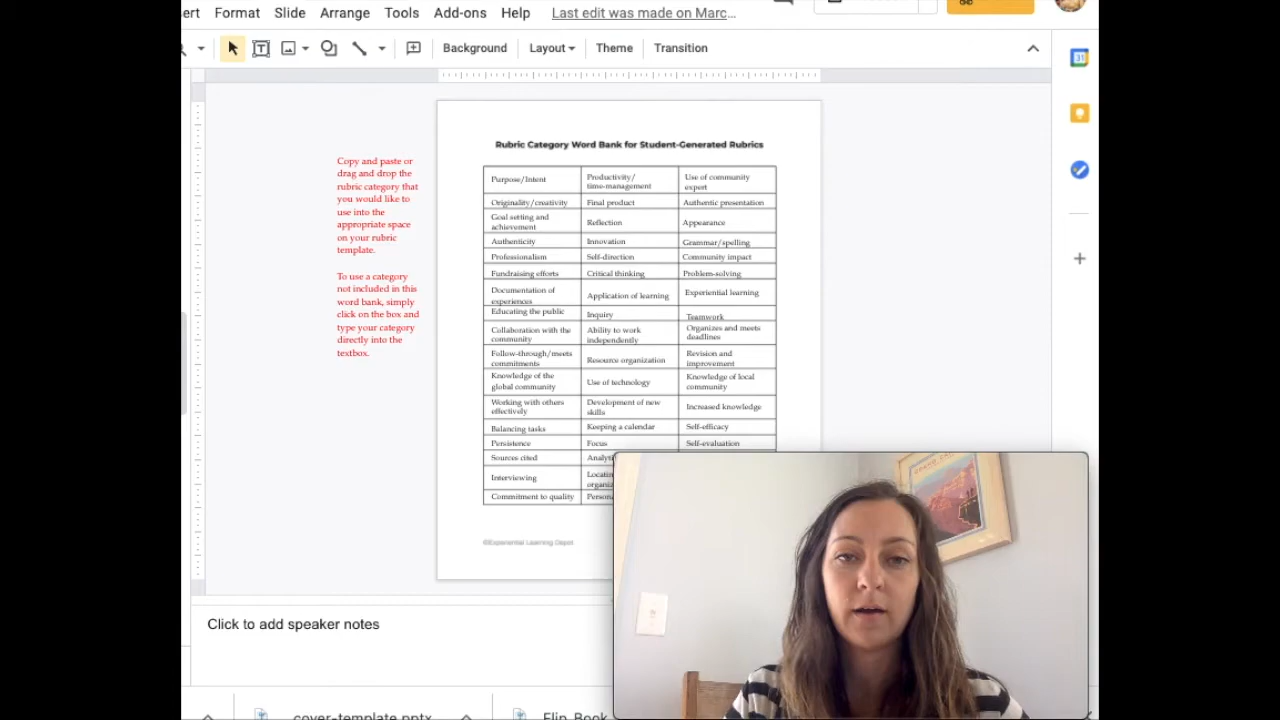 Format Slide Arrange Tools Add-ons Help Last edit was made on Marc…
Background Layout Theme Transition
31
Rubric Category Word Bank for Student-Generated Rubrics
Copy and paste or
drag and drop the
rubric category that
you would like to
use into the
appropriate space
on your rubric
template.
To use a category
not included in this
word bank, simply
click on the box and
type your category
directly into the
textbox.
Purpose/Intent
Productivity/
time-management
Use of community
expert
Originality/creativity
Final product
Authentic presentation
Goal setting and
achievement
Reflection
Appearance
Authenticity
Innovation
Grammar/spelling
Professionalism
Self-direction
Community impact
Fundraising efforts
Critical thinking
Problem-solving
Documentation of
experiences
Application of learning
Experiential learning
Educating the public
Inquiry
Teamwork
Collaboration with the
community
Ability to work
independently
Organizes and meets
deadlines
Follow-through/meets
commitments
Resource organization
Revision and
improvement
Knowledge of the
global community
Use of technology
Knowledge of local
community
Working with others
effectively
Development of new
skills
Increased knowledge
Balancing tasks
Keeping a calendar
Self-efficacy
Persistence
Focus
Self-evaluation
Sources cited
Interviewing
Commitment to quality
©Experiential Learning Depot
Click to add speaker notes
cover-template.pptx
Flip_Book